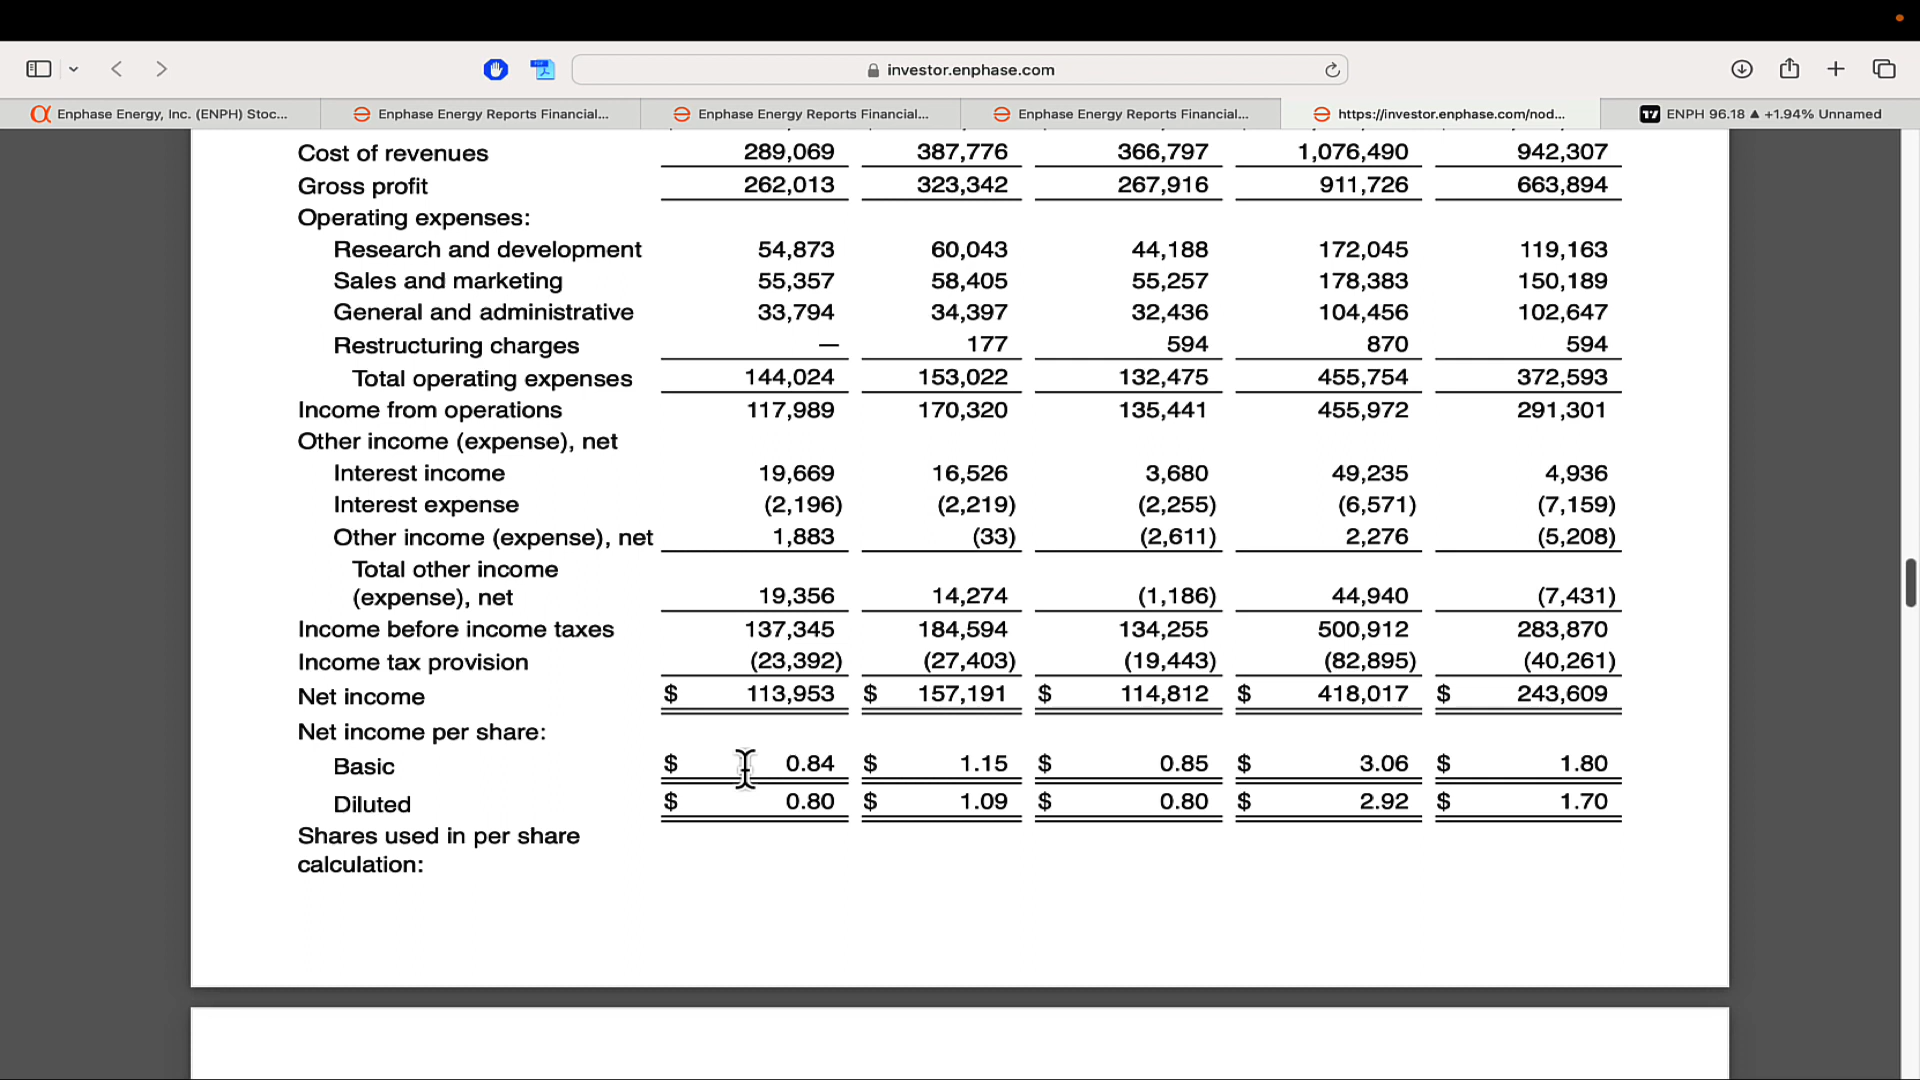 investor.enphase.com
Enphase Energy, Inc. (ENPH) Stoc...
Enphase Energy Reports Financial...
Enphase Energy Reports Financial...
Enphase Energy Reports Financial...
https://investor.enphase.com/nod...
ENPH 96.18 ▲ +1.94% Unnamed
Cost of revenues 289,069 387,776 366,797 1,076,490 942,307
Gross profit 262,013 323,342 267,916 911,726 663,894
Operating expenses:
Research and development 54,873 60,043 44,188 172,045 119,163
Sales and marketing 55,357 58,405 55,257 178,383 150,189
General and administrative 33,794 34,397 32,436 104,456 102,647
Restructuring charges — 177 594 870 594
Total operating expenses 144,024 153,022 132,475 455,754 372,593
Income from operations 117,989 170,320 135,441 455,972 291,301
Other income (expense), net
Interest income 19,669 16,526 3,680 49,235 4,936
Interest expense (2,196) (2,219) (2,255) (6,571) (7,159)
Other income (expense), net 1,883 (33) (2,611) 2,276 (5,208)
Total other income
(expense), net 19,356 14,274 (1,186) 44,940 (7,431)
Income before income taxes 137,345 184,594 134,255 500,912 283,870
Income tax provision (23,392) (27,403) (19,443) (82,895) (40,261)
Net income $ 113,953 $ 157,191 $ 114,812 $ 418,017 $ 243,609
Net income per share:
Basic $ 0.84 $ 1.15 $ 0.85 $ 3.06 $ 1.80
Diluted $ 0.80 $ 1.09 $ 0.80 $ 2.92 $ 1.70
Shares used in per share
calculation: